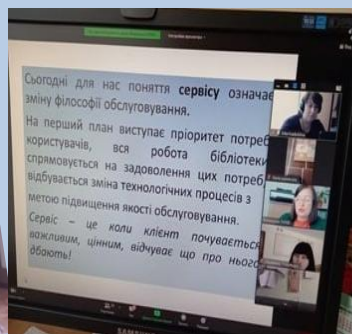 Сьогодні для нас поняття сервісу означає
зміну філософії обслуговування.
На перший план виступає пріоритет потреб
користувачів, вся робота бібліотеки
спрямовується на задоволення цих потреб,
відбувається зміна технологічних процесів з
метою підвищення якості обслуговування.
Сервіс – це коли клієнт почувається
важливим, цінним, відчуває що про нього
дбають!